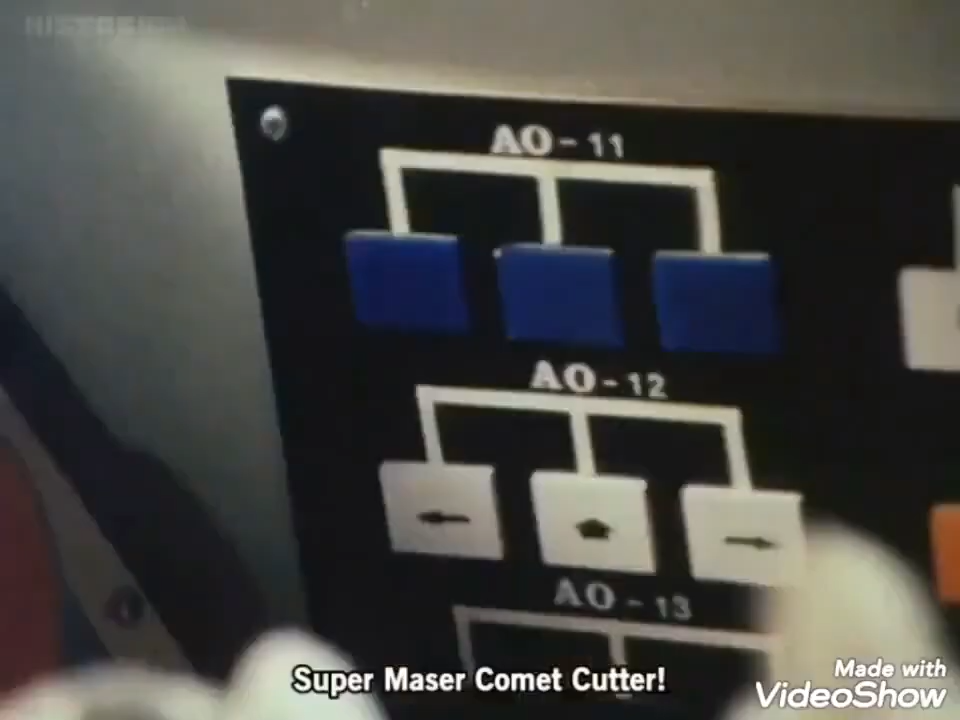 AO-11
AO-12
AO-13
Super Maser Comet Cutter!
Made with
VideoShow